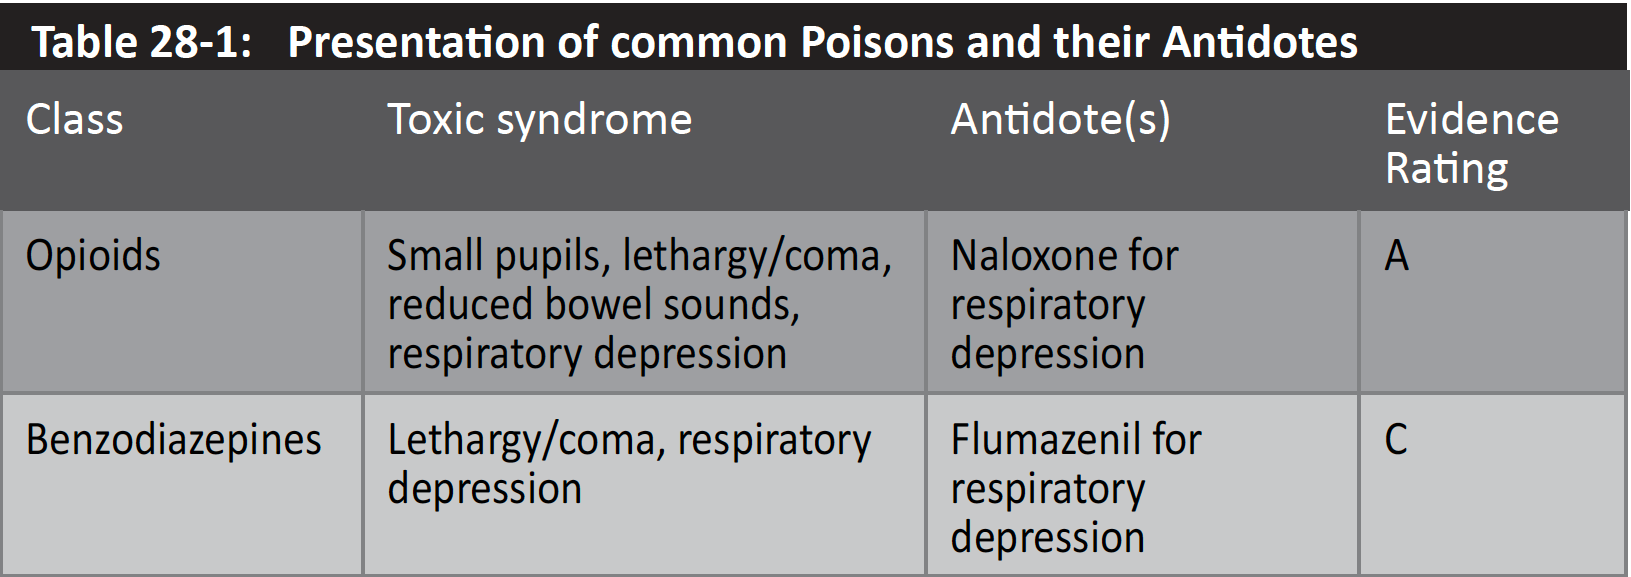 Table 28-1: Presentation of common Poisons and their Antidotes
Class Toxic syndrome Antidote(s) Evidence
Rating
Opioids Small pupils, lethargy/coma, Naloxone for A
reduced bowel sounds, respiratory
respiratory depression depression
Benzodiazepines Lethargy/coma, respiratory Flumazenil for C
depression respiratory
depression